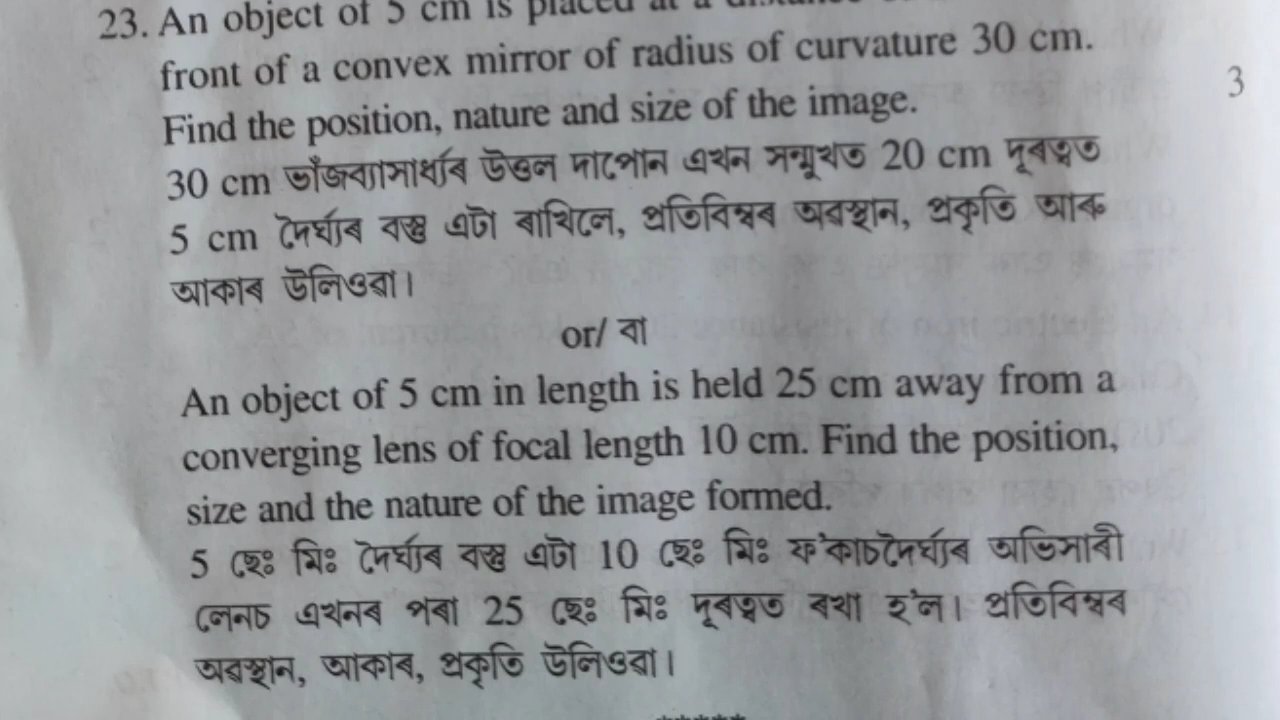 23. An object of 5 cm is placed at a distance
front of a convex mirror of radius of curvature 30 cm.
Find the position, nature and size of the image.
3
30 cm ভাঁজব্যাসাৰ্ধ্যৰ উত্তল দাপোন এখন সন্মূখত 20 cm দূৰত্বত
5 cm দৈৰ্ঘ্যৰ বস্তু এটা ৰাখিলে, প্ৰতিবিম্বৰ অৱস্থান, প্ৰকৃতি আৰু
আকাৰ উলিওৱা।
or/ বা
An object of 5 cm in length is held 25 cm away from a
converging lens of focal length 10 cm. Find the position,
size and the nature of the image formed.
5 ছেঃ মিঃ দৈৰ্ঘ্যৰ বস্তু এটা 10 ছেঃ মিঃ ফ'কাচদৈৰ্ঘ্যৰ অভিসাৰী
লেনচ এখনৰ পৰা 25 ছেঃ মিঃ দূৰত্বত ৰখা হ'ল। প্ৰতিবিম্বৰ
অৱস্থান, আকাৰ, প্ৰকৃতি উলিওৱা।